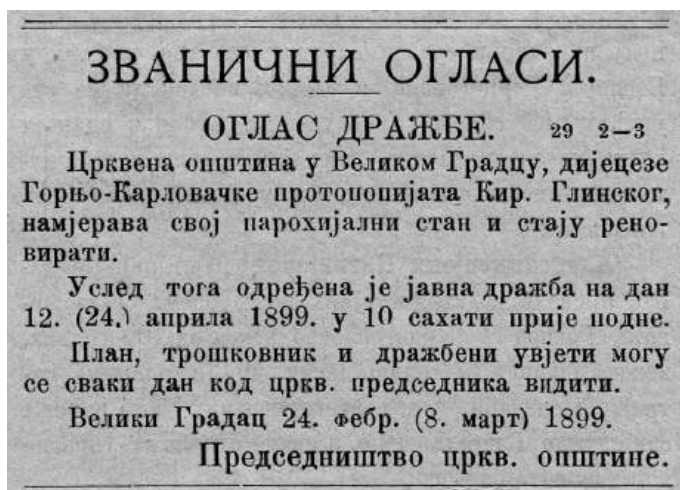 ЗВАНИЧНИ ОГЛАСИ.
ОГЛАС ДРАЖБЕ. 29 2–3
Црквена општина у Великом Градцу, дијецезе
Горњо-Карловачке протопопијата Кир. Глинског,
намјерава свој парохијални стан и стају рено-
вирати.
Услед тога одређена је јавна дражба на дан
12. (24.) априла 1899. у 10 сахати прије подне.
План, трошковник и дражбени увјети могу
се сваки дан код цркв. председника видити.
Велики Градац 24. фебр. (8. март) 1899.
Председништво цркв. општине.